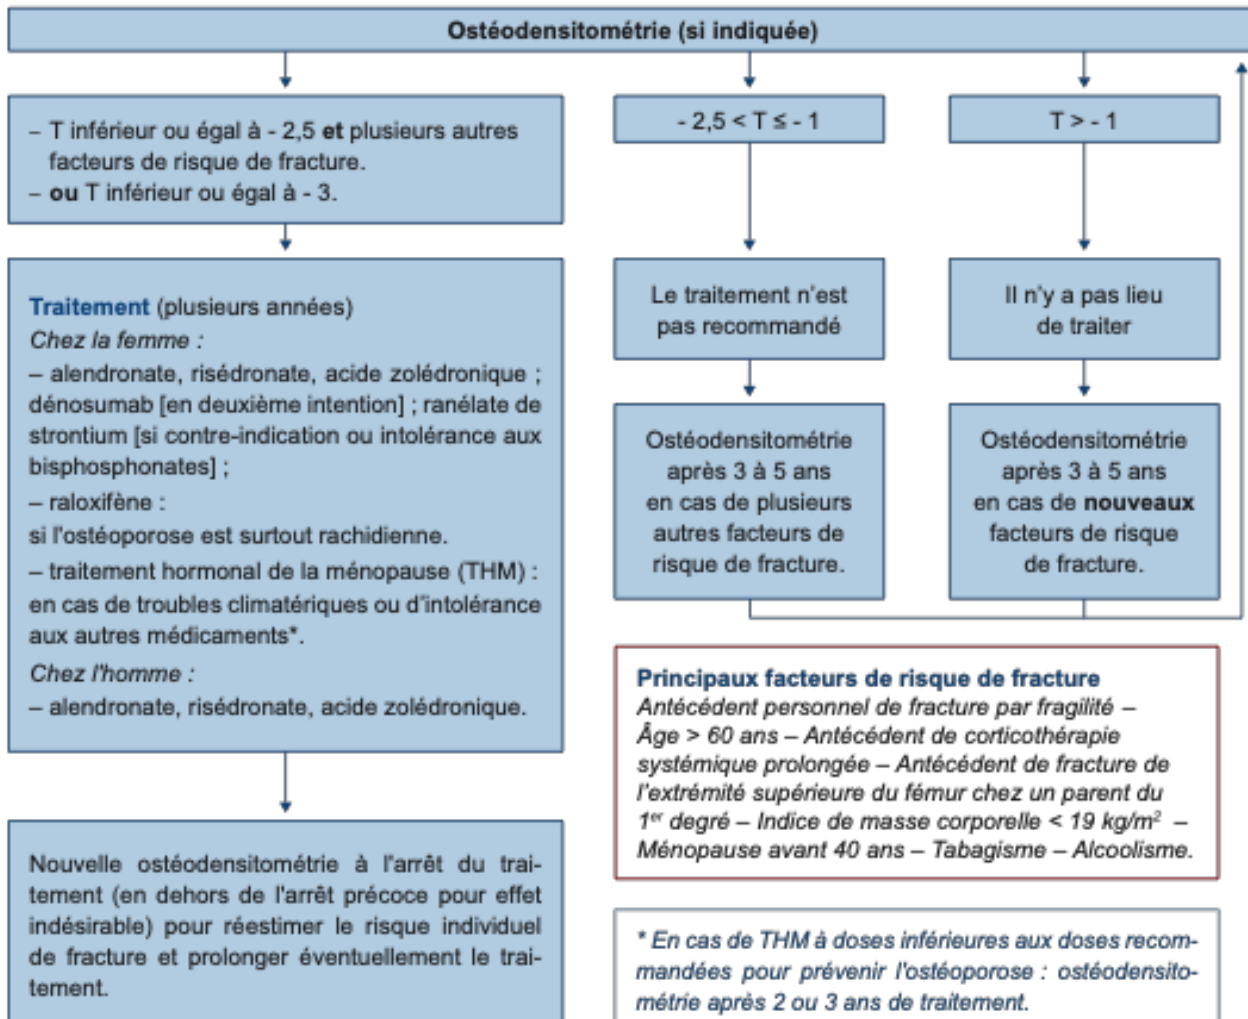 Ostéodensitométrie (si indiquée)
– T inférieur ou égal à - 2,5 et plusieurs autres
facteurs de risque de fracture.
– ou T inférieur ou égal à - 3.
- 2,5 < T ≤ - 1
T > - 1
Traitement (plusieurs années)
Chez la femme :
– alendronate, risédronate, acide zolédronique ;
dénosumab [en deuxième intention] ; ranélate de
strontium [si contre-indication ou intolérance aux
bisphosphonates] ;
– raloxifène :
si l'ostéoporose est surtout rachidienne.
– traitement hormonal de la ménopause (THM) :
en cas de troubles climatériques ou d'intolérance
aux autres médicaments*.
Chez l'homme :
– alendronate, risédronate, acide zolédronique.
Le traitement n'est
pas recommandé
Il n'y a pas lieu
de traiter
Ostéodensitométrie
après 3 à 5 ans
en cas de plusieurs
autres facteurs de
risque de fracture.
Ostéodensitométrie
après 3 à 5 ans
en cas de nouveaux
facteurs de risque
de fracture.
Nouvelle ostéodensitométrie à l'arrêt du trai-
tement (en dehors de l'arrêt précoce pour effet
indésirable) pour réestimer le risque individuel
de fracture et prolonger éventuellement le trai-
tement.
Principaux facteurs de risque de fracture
Antécédent personnel de fracture par fragilité –
Âge > 60 ans – Antécédent de corticothérapie
systémique prolongée – Antécédent de fracture de
l'extrémité supérieure du fémur chez un parent du
1er degré – Indice de masse corporelle < 19 kg/m² –
Ménopause avant 40 ans – Tabagisme – Alcoolisme.
* En cas de THM à doses inférieures aux doses recom-
mandées pour prévenir l'ostéoporose : ostéodensito-
métrie après 2 ou 3 ans de traitement.